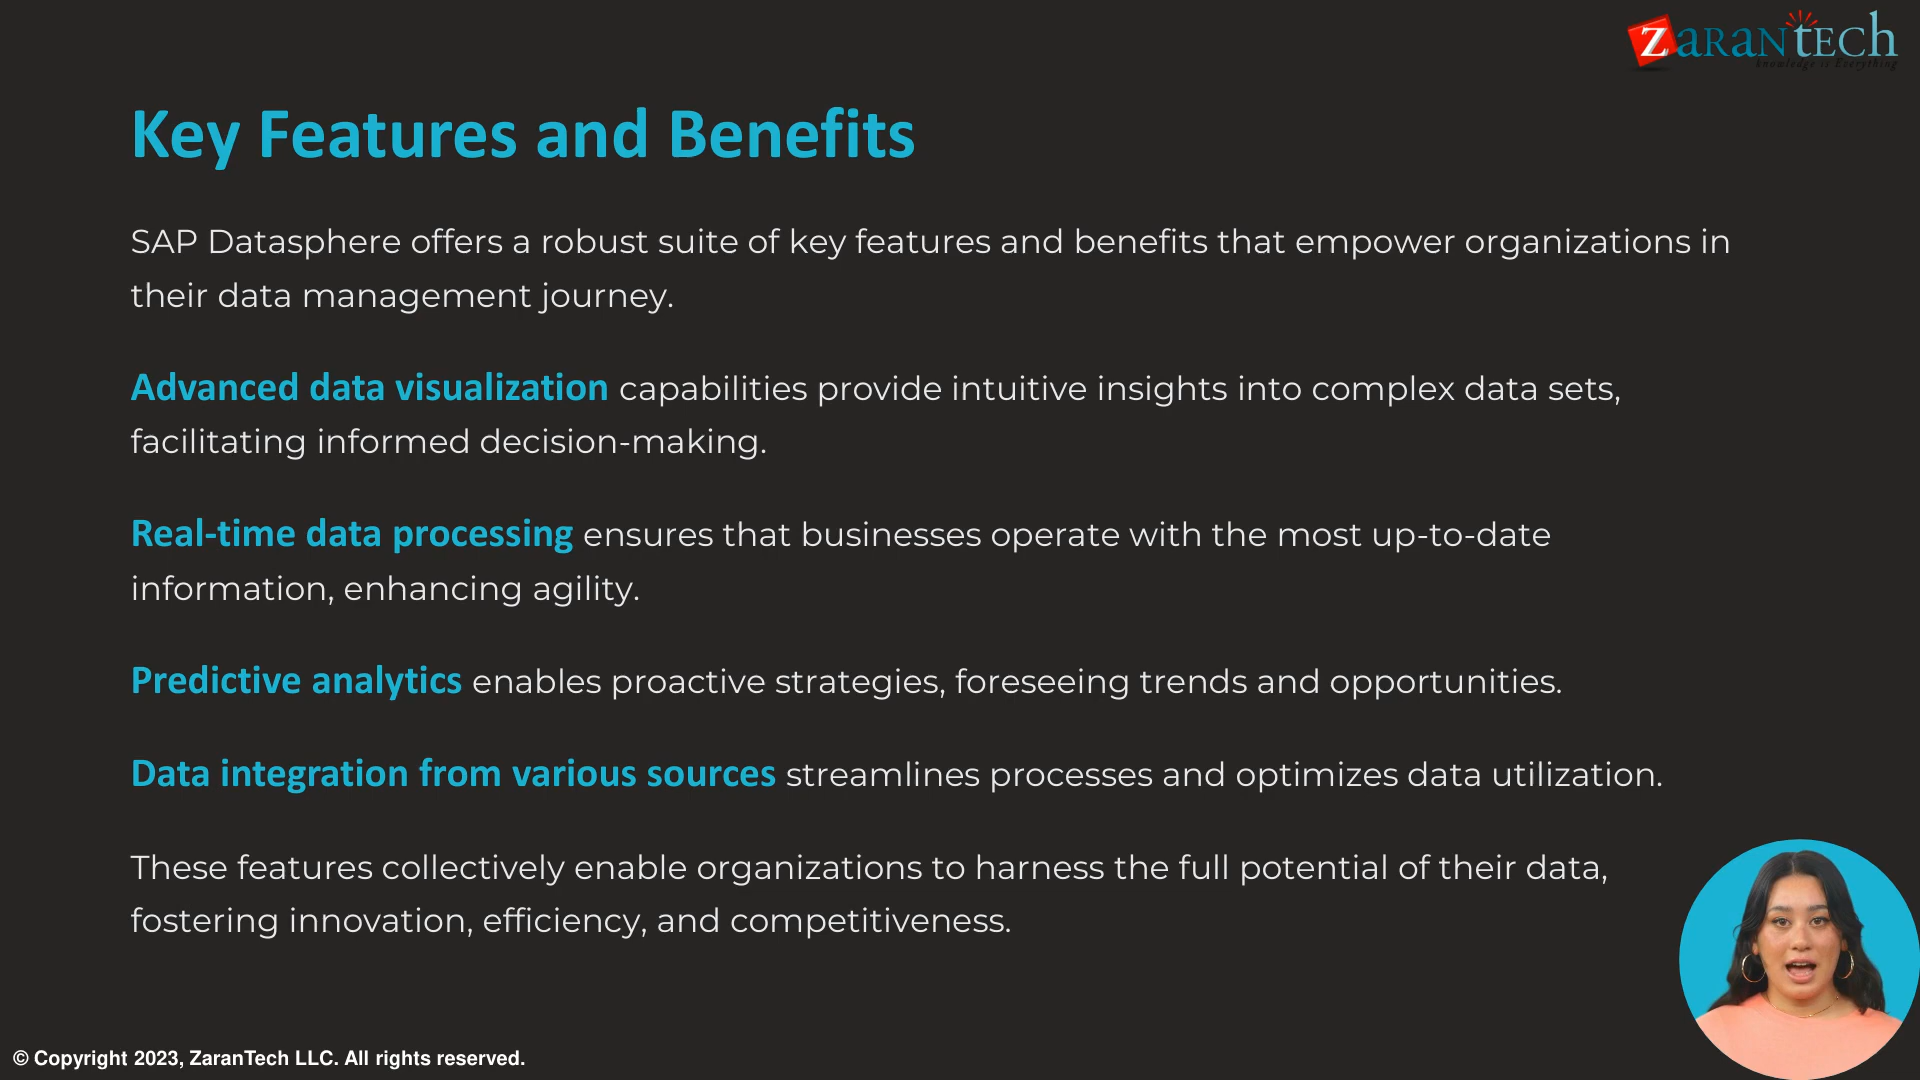 ZaranTech
knowledge is Everything
Key Features and Benefits
SAP Datasphere offers a robust suite of key features and benefits that empower organizations in
their data management journey.
Advanced data visualization capabilities provide intuitive insights into complex data sets,
facilitating informed decision-making.
Real-time data processing ensures that businesses operate with the most up-to-date
information, enhancing agility.
Predictive analytics enables proactive strategies, foreseeing trends and opportunities.
Data integration from various sources streamlines processes and optimizes data utilization.
These features collectively enable organizations to harness the full potential of their data,
fostering innovation, efficiency, and competitiveness.
© Copyright 2023, ZaranTech LLC. All rights reserved.